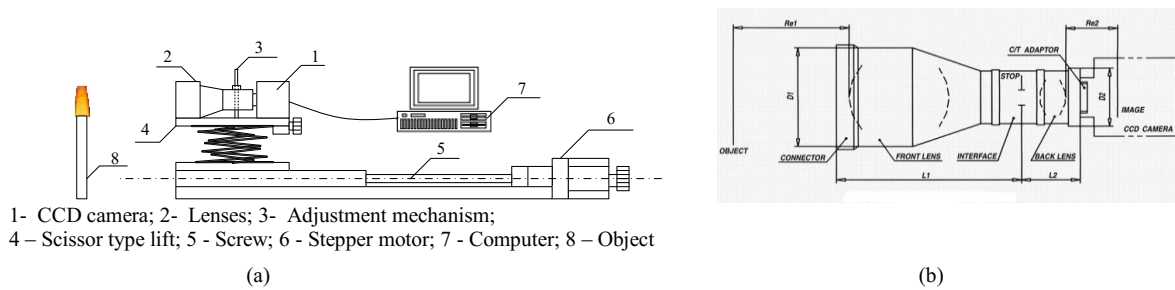 2
3
1
4
8
5
7
6
1- CCD camera; 2- Lenses; 3- Adjustment mechanism;
4 – Scissor type lift; 5 - Screw; 6 - Stepper motor; 7 - Computer; 8 – Object
(a)
Re1
Re2
C/T ADAPTOR
STOP
D1
D2
IMAGE
CCD CAMERA
OBJECT
CONNECTOR
FRONT LENS
INTERFACE
BACK LENS
L1
L2
(b)